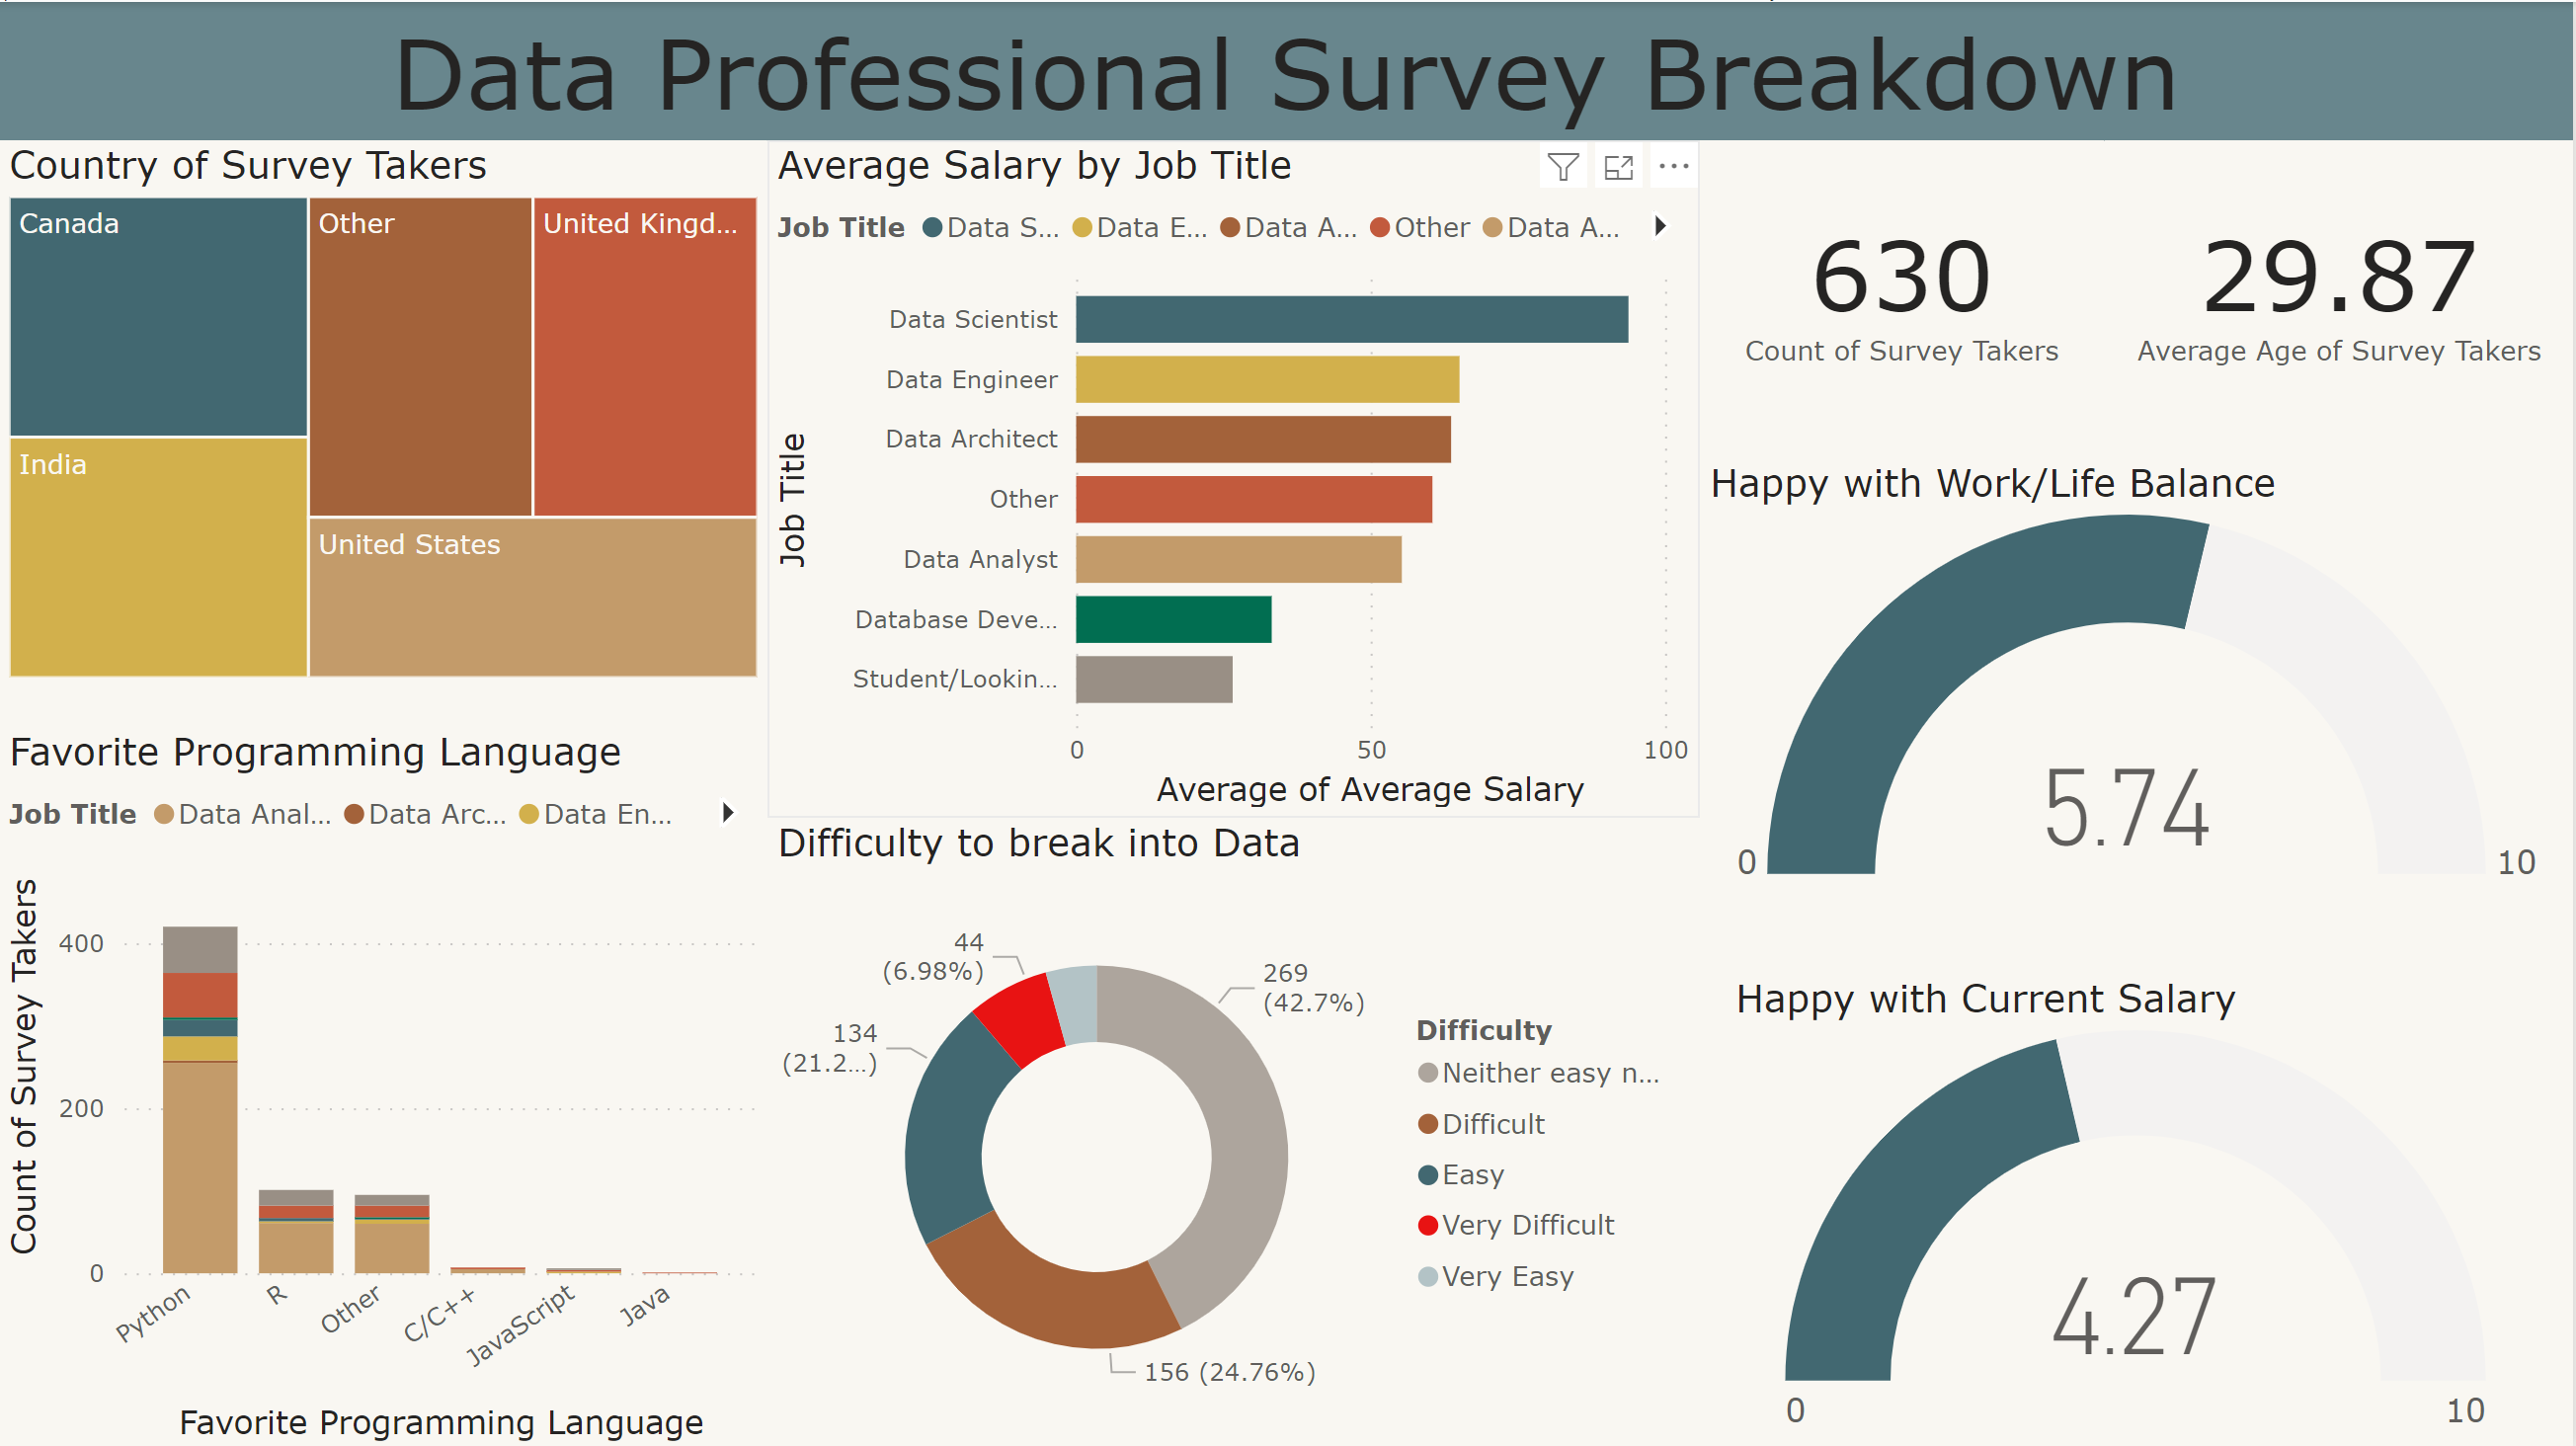 Data Professional Survey Breakdown
Country of Survey Takers
Canada
Other
United Kingd...
India
United States
Average Salary by Job Title
Job Title Data S... Data E... Data A... Other Data A...
Job Title
Data Scientist
Data Engineer
Data Architect
Other
Data Analyst
Database Deve...
Student/Lookin...
0 50 100
Average of Average Salary
630
Count of Survey Takers
29.87
Average Age of Survey Takers
Happy with Work/Life Balance
5.74
0 10
Favorite Programming Language
Job Title Data Anal... Data Arc... Data En...
Count of Survey Takers
400
200
0
Python R Other C/C++ JavaScript Java
Favorite Programming Language
Difficulty to break into Data
44
(6.98%)
269
(42.7%)
134
(21.2...)
156 (24.76%)
Difficulty
Neither easy n...
Difficult
Easy
Very Difficult
Very Easy
Happy with Current Salary
4.27
0 10